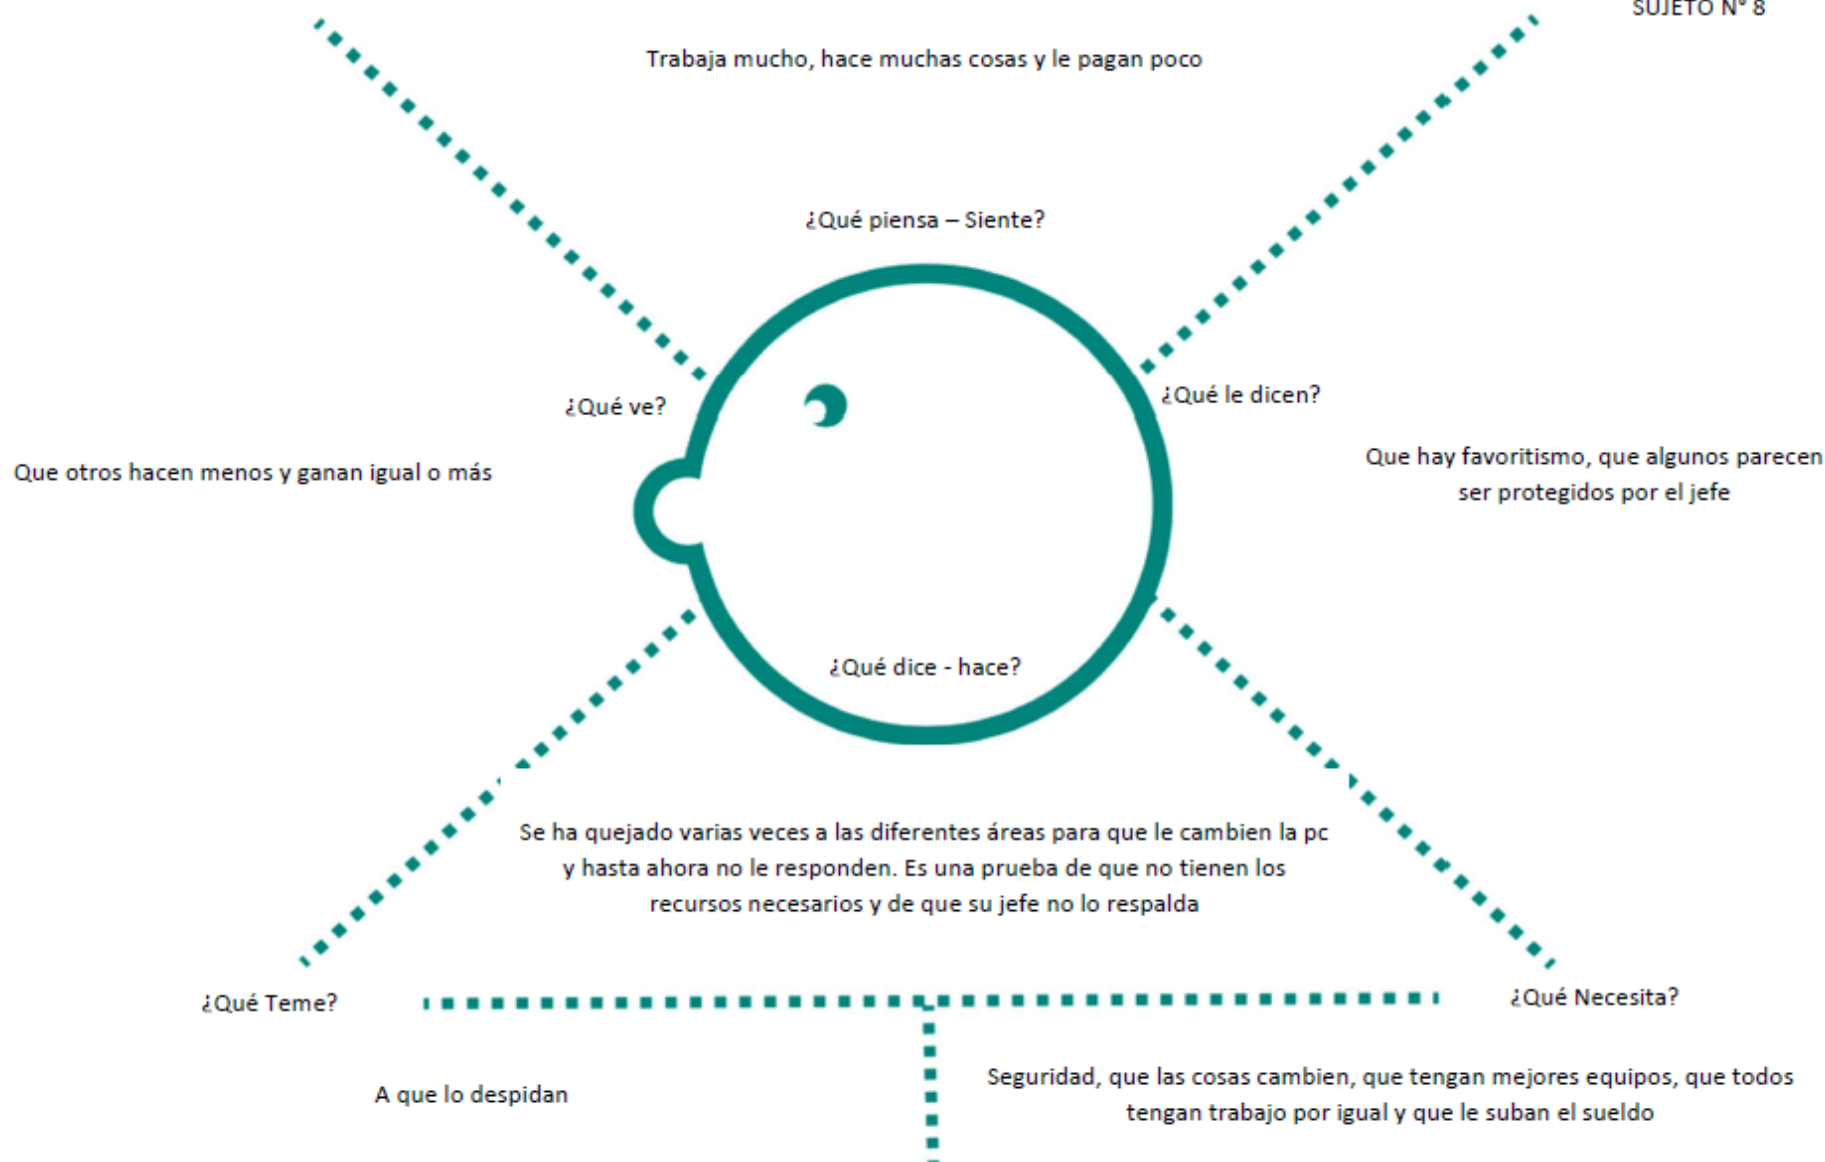 SUJETO N° 8
Trabaja mucho, hace muchas cosas y le pagan poco
¿Qué piensa – Siente?
¿Qué ve?
¿Qué le dicen?
Que otros hacen menos y ganan igual o más
Que hay favoritismo, que algunos parecen
ser protegidos por el jefe
¿Qué dice - hace?
Se ha quejado varias veces a las diferentes áreas para que le cambien la pc
y hasta ahora no le responden. Es una prueba de que no tienen los
recursos necesarios y de que su jefe no lo respalda
¿Qué Teme?
¿Qué Necesita?
A que lo despidan
Seguridad, que las cosas cambien, que tengan mejores equipos, que todos
tengan trabajo por igual y que le suban el sueldo